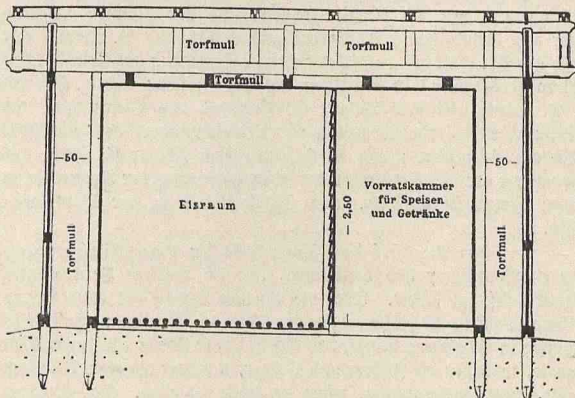 Torfmull
Torfmull
Torfmull
50
50
Eisraum
2,50
Vorratskammer
für Speisen
und Getränke
Torfmull
Torfmull